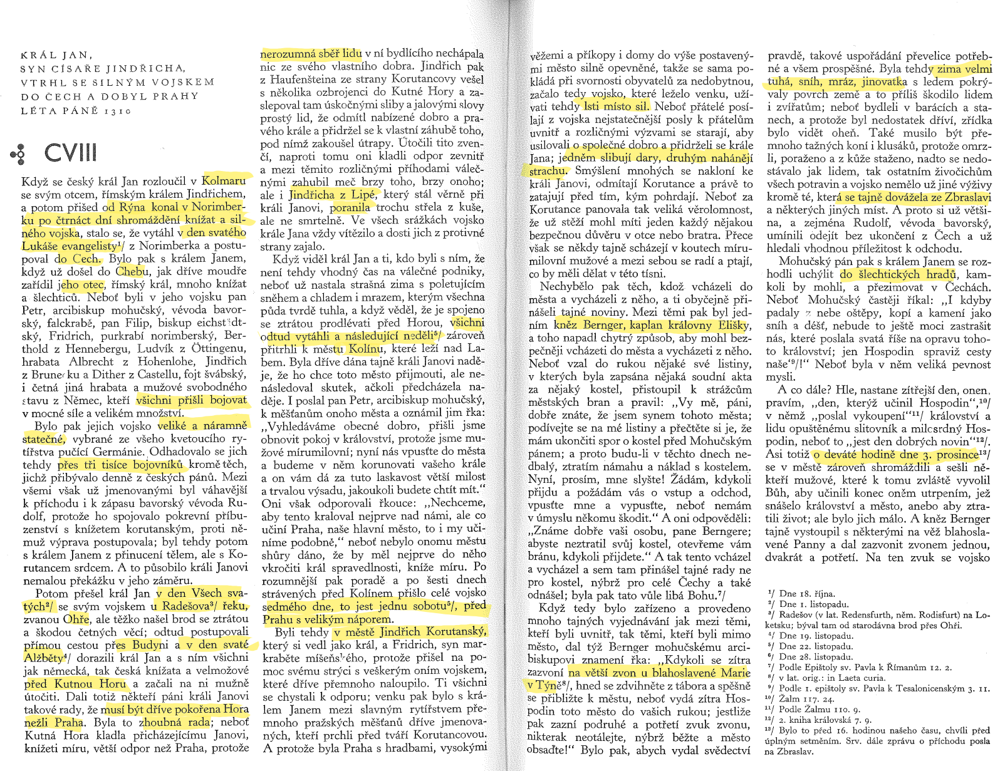 KRÁL JAN,
SYN CÍSAŘE JINDŘICHA,
VTRHL SE SILNÝM VOJSKEM
DO ČECH A DOBYL PRAHY
LÉTA PÁNĚ 1310
CVIII
Když se český král Jan rozloučil v Kolmaru
se svým otcem, římským králem Jindřichem,
a potom přišed od Rýna konal v Norimber-
ku po čtrnáct dní shromáždění knížat a sil-
ného vojska, stalo se, že vytáhl v den svatého
Lukáše evangelisty¹/ z Norimberka a postu-
poval do Čech. Bylo pak s králem Janem,
když už došel do Chebu, jak dříve moudře
zařídil jeho otec, římský král, mnoho knížat
a šlechticů. Neboť byli v jeho vojsku pan
Petr, arcibiskup mohučský, vévoda bavor-
ský, falckrabě, pan Filip, biskup eichstädt-
ský, Fridrich, purkrabí norimberský, Ber-
thold z Hennebergu, Ludvík z Öttingenu,
hrabata Albrecht z Hohenlohe, Jindřich
z Brunecku a Dither z Castellu, fojt švábský,
i četná jiná hrabata a mužové svobodného
stavu z Němec, kteří všichni přišli bojovat
v mocné síle a velikém množství.
Bylo pak jejich vojsko veliké a náramně
statečné, vybrané ze všeho kvetoucího ry-
tířstva pučící Germánie. Odhadovalo se jich
tehdy přes tři tisíce bojovníků kromě těch,
jichž přibývalo denně z českých pánů. Mezi
všemi však už jmenovanými byl váhavější
k příchodu i k zápasu bavorský vévoda Ru-
dolf, protože ho spojovalo pokrevní příbu-
zenství s knížetem korutanským, proti ně-
muž výprava postupovala; byl tehdy potom
s králem Janem z přinucení tělem, ale s Ko-
rutancem srdcem. A to působilo králi Janovi
nemalou překážku v jeho záměru.
Potom přešel král Jan v den Všech sva-
tých²/ se svým vojskem u Radešova³/ řeku,
zvanou Ohře, ale těžko našel brod se ztrátou
a škodou četných věcí; odtud postupovali
přímou cestou přes Budyni a v den svaté
Alžběty⁴/ dorazili král Jan a s ním všichni
jak německá, tak česká knížata a velmožové
před Kutnou Horu a začali na ni mužně
útočiti. Dali totiž někteří páni králi Janovi
takové rady, že musí být dříve pokořena Hora
nežli Praha. Byla to zhoubná rada; neboť
Kutná Hora kladla přicházejícímu Janovi,
knížeti míru, větší odpor než Praha, protože
nerozumná sběř lidu v ní bydlícího nechápala
nic ze svého vlastního dobra. Jindřich pak
z Haufenšteina ze strany Korutancovy vešel
s několika ozbrojenci do Kutné Hory a za-
slepoval tam úskočnými sliby a jalovými slovy
prostý lid, že odmítl nabízené dobro a pra-
vého krále a přidržel se k vlastní záhubě toho,
pod nímž zakoušel útrapy. Útočili tito zven-
čí, naproti tomu oni kladli odpor zevnitř
a mezi těmito rozličnými příhodami váleč-
nými zahubil meč brzy toho, brzy onoho;
ale i Jindřicha z Lipé, který stál věrně při
králi Janovi, poranila trochu střela z kuše,
ale ne smrtelně. Ve všech srážkách vojsko
krále Jana vždy vítězilo a dosti jich z protivné
strany zajalo.
Když viděl král Jan a ti, kdo byli s ním, že
není tehdy vhodný čas na válečné podniky,
neboť už nastala strašná zima s poletujícím
sněhem a chladem i mrazem, kterým všechna
půda tvrdě tuhla, a když věděl, že je spojeno
se ztrátou prodlévati před Horou, všichni
odtud vytáhli a následující neděli⁵/ zároveň
přitrhli k městu Kolínu, které leží nad La-
bem. Byla dříve dána tajně králi Janovi nadě-
je, že ho chce toto město přijmouti, ale ne-
následoval skutek, ačkoli předcházela na-
děje. I poslal pan Petr, arcibiskup mohučský,
k měšťanům onoho města a oznámil jim řka:
„Vyhledáváme obecné dobro, přišli jsme
obnovit pokoj v království, protože jsme mu-
žové mírumilovní; nyní nás vpusťte do města
a budeme v něm korunovati vašeho krále
a on vám dá za tuto laskavost větší milost
a trvalou výsadu, jakoukoli budete chtít mít.“
Oni však odporovali řkouce: „Nechceme,
aby tento kraloval nejprve nad námi, ale co
učiní Praha, naše hlavní město, to i my uči-
níme podobně,“ neboť nebylo onomu městu
shůry dáno, že by měl nejprve do něho
vkročiti král spravedlnosti, kníže míru. Po
rozumnější pak poradě a po šesti dnech
strávených před Kolínem přišlo celé vojsko
sedmého dne, to jest jednu sobotu⁵/, před
Prahu s velikým náporem.
Byli tehdy v městě Jindřich Korutanský,
který si vedl jako král, a Fridrich, syn mar-
kraběte míšeňského, protože přišel na po-
moc svému strýci s veškerým oním vojskem,
které dříve přemnoho naloupilo. Ti všichni
se chystali k odporu; venku pak bylo s krá-
lem Janem mezi slavným rytířstvem pře-
mnoho pražských měšťanů dříve jmenova-
ných, kteří prchli před tváří Korutancovou.
A protože byla Praha s hradbami, vysokými
věžemi a příkopy i domy do výše postavený-
mi město silně opevněné, takže se sama po-
kládá při svornosti obyvatelů za nedobytnou,
začalo tedy vojsko, které leželo venku, uží-
vati tehdy lsti místo sil. Neboť přátelé posí-
lají z vojska nejstatečnější posly k přátelům
uvnitř a rozličnými výzvami se starají, aby
usilovali o společné dobro a přidrželi se krále
Jana; jedněm slibují dary, druhým nahánějí
strachu. Smýšlení mnohých se nakloní ke
králi Janovi, odmítají Korutance a právě to
zatajují před tím, kým pohrdají. Neboť za
Korutance panovala tak veliká věrolomnost,
že už stěží mohl míti jeden každý nějakou
bezpečnou důvěru v otce nebo bratra. Přece
však se někdy tajně scházejí v koutech míru-
milovní mužové a mezi sebou se radí a ptají,
co by měli dělat v této tísni.
Nechybělo pak těch, kdož vcházeli do
města a vycházeli z něho, a ti obyčejně při-
nášeli tajné noviny. Mezi těmi pak byl jed-
ním kněz Bernger, kaplan královny Elišky,
a toho napadl chytrý způsob, aby mohl bez-
pečněji vcházeti do města a vycházeti z něho.
Neboť vzal do rukou nějaké své listiny,
v kterých byla zapsána nějaká soudní akta
za nějaký kostel, přistoupil k strážcům
městských bran a pravil: „Vy mě, páni,
dobře znáte, že jsem synem tohoto města;
podívejte se na mé listiny a přečtěte si je, že
mám ukončiti spor o kostel před Mohučským
pánem; a proto budu-li v těchto dnech ne-
dbalý, ztratím námahu a náklad s kostelem.
Nyní, prosím, mne slyšte! Žádám, kdykoli
přijdu a požádám vás o vstup a odchod,
vpusťte mne a vypusťte, neboť nemám
v úmyslu někomu škodit.“ A oni odpověděli:
„Známe dobře vaši osobu, pane Berngere;
abyste neztratil svůj kostel, otevřeme vám
bránu, kdykoli přijdete.“ A tak tento vcházel
a vycházel a sem tam přinášel tajné rady ne
pro kostel, nýbrž pro celé Čechy a také
odnášel; byla pak tato vůle libá Bohu.⁷/
Když tedy bylo zařízeno a provedeno
mnoho tajných vyjednávání jak mezi těmi,
kteří byli uvnitř, tak těmi, kteří byli mimo
město, dal týž Bernger mohučskému arci-
biskupovi znamení řka: „Kdykoli se zítra
zazvoní na větší zvon u blahoslavené Marie
v Týně⁸/, hned se zdvihněte z tábora a spěšně
se přibližte k městu, neboť vydá zítra Hos-
podin toto město do vašich rukou; jestliže
pak zazní podruhé a potřetí zvuk zvonu,
nikterak neotálejte, nýbrž běžte a město
obsaďte!“ Bylo pak, abych vydal svědectví
pravdě, takové uspořádání převelice potřeb-
né a všem prospěšné. Byla tehdy zima velmi
tuhá, sníh, mráz, jinovatka s ledem pokrý-
valy povrch země a to příliš škodilo lidem
i zvířatům; neboť bydleli v barácích a sta-
nech, a protože byl nedostatek dříví, zřídka
bylo vidět oheň. Také musilo být pře-
mnoho tažných koní i klusáků, protože omrz-
li, poraženo a z kůže staženo, nadto se nedo-
stávalo jak lidem, tak ostatním živočichům
všech potravin a vojsko nemělo už jiné výživy
kromě té, která se tajně dovážela ze Zbraslavi
a některých jiných míst. A proto si už větši-
na, a zejména Rudolf, vévoda bavorský,
umínili odejít bez ukončení z Čech a už
hledali vhodnou příležitost k odchodu.
Mohučský pán pak s králem Janem se roz-
hodli uchýlit do šlechtických hradů, kam-
koli by mohli, a přezimovat v Čechách.
Neboť Mohučský častěji říkal: „I kdyby
padaly z nebe oštěpy, kopí a kamení jako
sníh a déšť, nebude to ještě moci zastrašit
nás, které poslala svatá říše na opravu toho-
to království; jen Hospodin spraviž cesty
naše‘⁹/!“ Neboť byla v něm veliká pevnost
mysli.
A co dále? Hle, nastane zítřejší den, onen,
pravím, „den, kterýž učinil Hospodin“,¹⁰/
v němž „poslal vykoupení“¹¹/ království a
lidu opuštěnému slitovník a milosrdný Hos-
podin, neboť to „jest den dobrých novin“¹²/.
Asi totiž o deváté hodině dne 3. prosince¹³/
se v městě zároveň shromáždili a sešli ně-
kteří mužové, které k tomu zvláště vyvolil
Bůh, aby učinili konec oněm utrpením, jež
snášelo království a město, anebo aby ztra-
tili život; ale bylo jich málo. A kněz Bernger
tajně vystoupil s některými na věž blahosla-
vené Panny a dal zazvonit zvonem jednou,
dvakrát a potřetí. Na ten zvuk se vojsko
¹/ Dne 18. října.
²/ Dne 1. listopadu.
³/ Radešov (v lat. Redensfurth, něm. Rodisfurt) na Lo-
ketsku; býval tam od starodávna brod přes Ohři.
⁴/ Dne 19. listopadu.
⁵/ Dne 22. listopadu.
⁶/ Dne 28. listopadu.
⁷/ Podle Epištoly sv. Pavla k Římanům 12. 2.
⁸/ v lat. orig.: in Laeta curia.
⁹/ Podle 1. epištoly sv. Pavla k Tesalonicenským 3. 11.
¹⁰/ Žalm 117. 24.
¹¹/ Podle Žalmu 110. 9.
¹²/ 2. kniha královská 7. 9.
¹³/ Bylo to před 16. hodinou našeho času, chvíli před
úplným setměním. Srv. dále zprávu o příchodu posla
na Zbraslav.